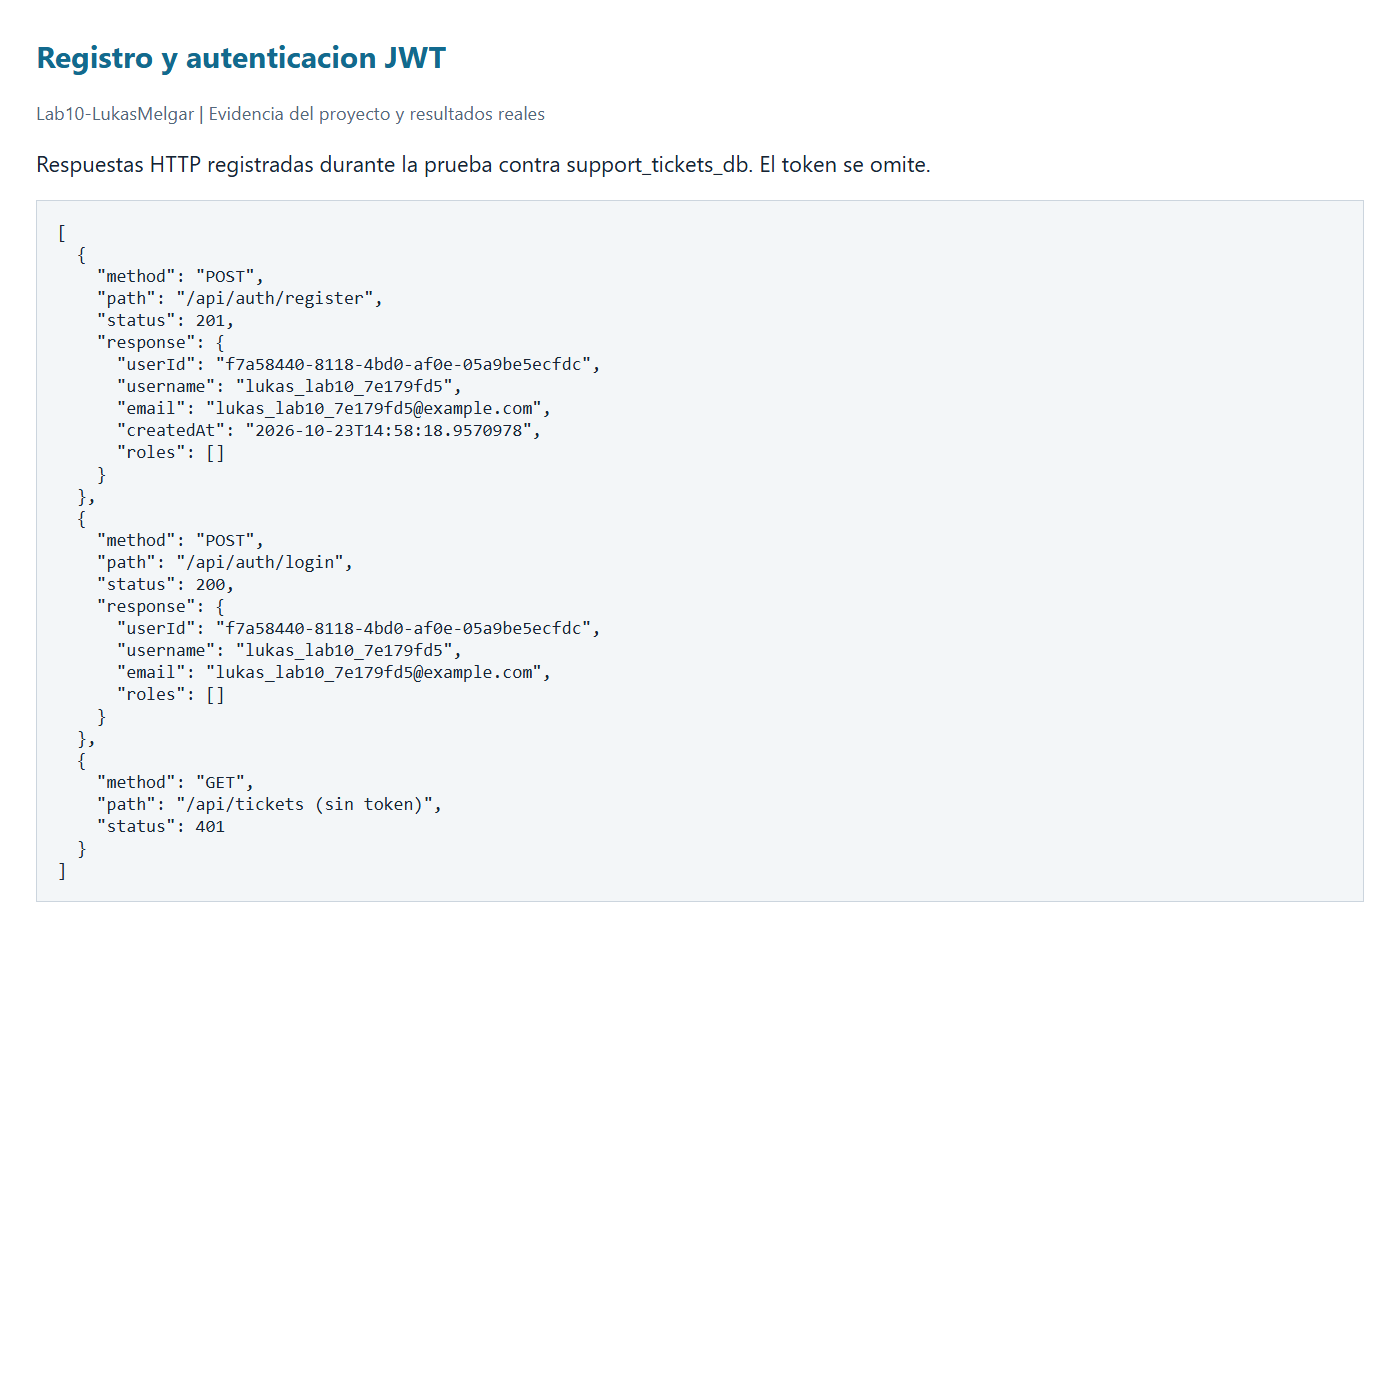 Registro y autenticacion JWT
Lab10-LukasMelgar | Evidencia del proyecto y resultados reales
Respuestas HTTP registradas durante la prueba contra support_tickets_db. El token se omite.
[
  {
    "method": "POST",
    "path": "/api/auth/register",
    "status": 201,
    "response": {
      "userId": "f7a58440-8118-4bd0-af0e-05a9be5ecfdc",
      "username": "lukas_lab10_7e179fd5",
      "email": "lukas_lab10_7e179fd5@example.com",
      "createdAt": "2026-10-23T14:58:18.9570978",
      "roles": []
    }
  },
  {
    "method": "POST",
    "path": "/api/auth/login",
    "status": 200,
    "response": {
      "userId": "f7a58440-8118-4bd0-af0e-05a9be5ecfdc",
      "username": "lukas_lab10_7e179fd5",
      "email": "lukas_lab10_7e179fd5@example.com",
      "roles": []
    }
  },
  {
    "method": "GET",
    "path": "/api/tickets (sin token)",
    "status": 401
  }
]